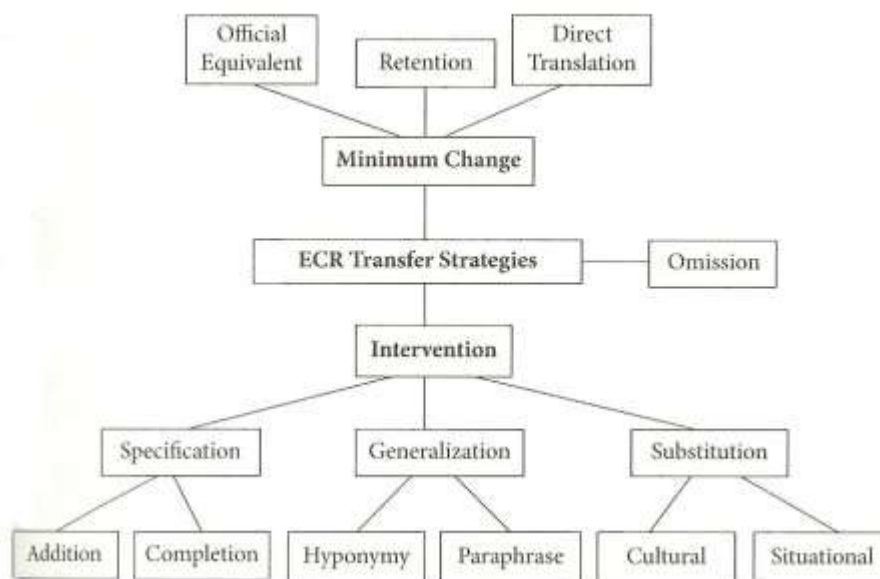 Official
Equivalent
Retention
Direct
Translation
Minimum Change
ECR Transfer Strategies
Omission
Intervention
Specification
Generalization
Substitution
Addition
Completion
Hyponymy
Paraphrase
Cultural
Situational